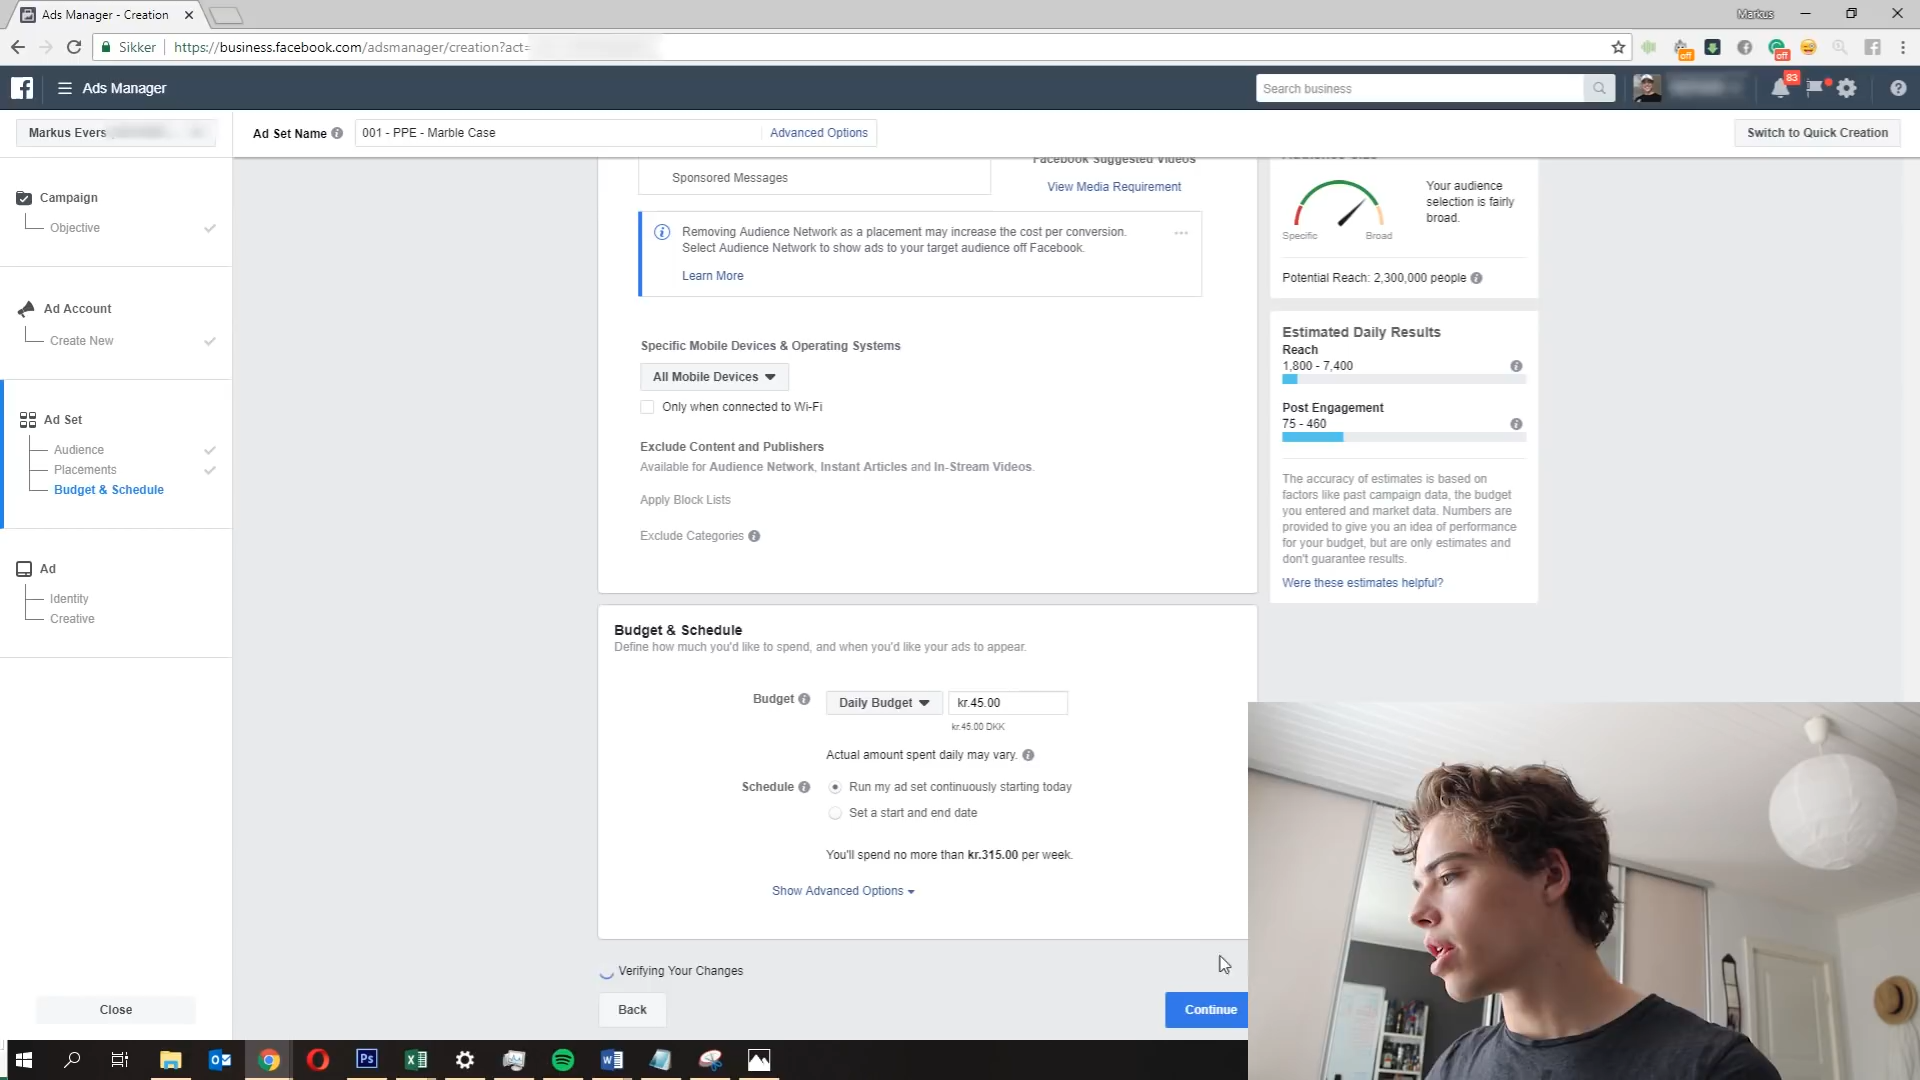 Ads Manager - Creation
Markus
Sikker
https://business.facebook.com/adsmanager/creation?act=
off
off
Ads Manager
Search business
83
Markus Evers
Ad Set Name
001 - PPE - Marble Case
Advanced Options
Switch to Quick Creation
Campaign
Objective
Ad Account
Create New
Ad Set
Audience
Placements
Budget & Schedule
Ad
Identity
Creative
Close
Sponsored Messages
Facebook Suggested Videos
View Media Requirement
Removing Audience Network as a placement may increase the cost per conversion.
Select Audience Network to show ads to your target audience off Facebook.
Learn More
Specific Mobile Devices & Operating Systems
All Mobile Devices
Only when connected to Wi-Fi
Exclude Content and Publishers
Available for Audience Network, Instant Articles and In-Stream Videos.
Apply Block Lists
Exclude Categories
Budget & Schedule
Define how much you'd like to spend, and when you'd like your ads to appear.
Budget
Daily Budget
kr.45.00
kr.45.00 DKK
Actual amount spent daily may vary.
Schedule
Run my ad set continuously starting today
Set a start and end date
You'll spend no more than kr.315.00 per week.
Show Advanced Options
Verifying Your Changes
Back
Continue
Audience Size
Your audience
selection is fairly
broad.
Specific
Broad
Potential Reach: 2,300,000 people
Estimated Daily Results
Reach
1,800 - 7,400
Post Engagement
75 - 460
The accuracy of estimates is based on
factors like past campaign data, the budget
you entered and market data. Numbers are
provided to give you an idea of performance
for your budget, but are only estimates and
don't guarantee results.
Were these estimates helpful?